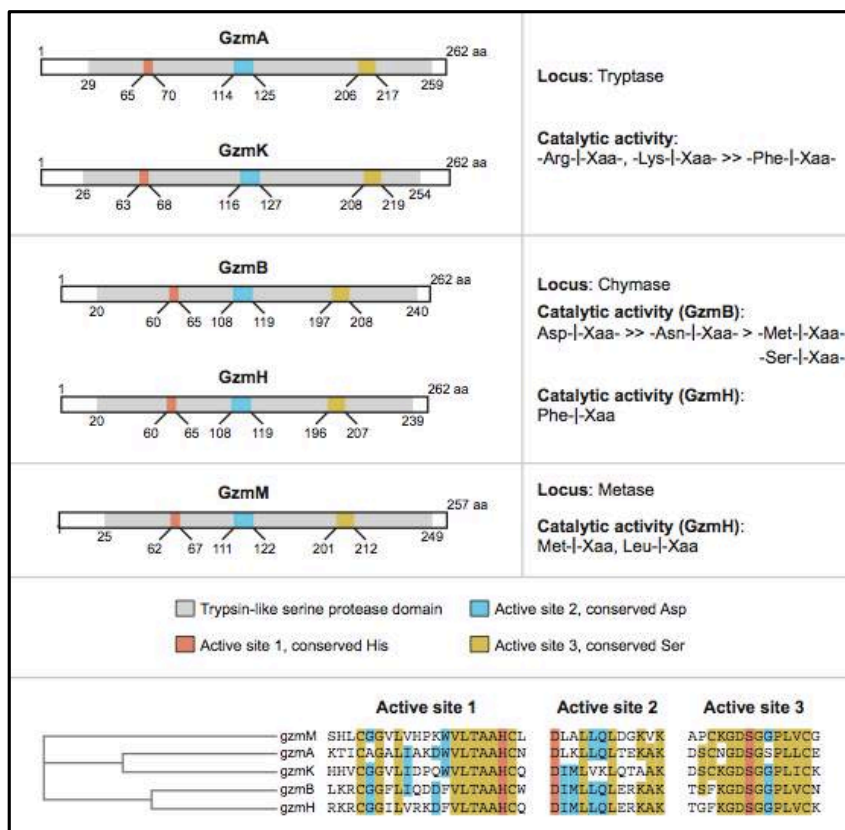 GzmA
1
262 aa
29
65
70
114
125
206
217
259
Locus: Tryptase
Catalytic activity:
-Arg-|-Xaa-, -Lys-|-Xaa- >> -Phe-|-Xaa-
GzmK
1
262 aa
26
63
68
116
127
208
219
254
GzmB
1
262 aa
20
60
65
108
119
197
208
240
Locus: Chymase
Catalytic activity (GzmB):
Asp-|-Xaa- >> -Asn-|-Xaa- > -Met-|-Xaa-
-Ser-|-Xaa-
GzmH
1
262 aa
20
60
65
108
119
196
207
239
Catalytic activity (GzmH):
Phe-|-Xaa
GzmM
257 aa
25
62
67
111
122
201
212
249
Locus: Metase
Catalytic activity (GzmH):
Met-|-Xaa, Leu-|-Xaa
Trypsin-like serine protease domain
Active site 2, conserved Asp
Active site 1, conserved His
Active site 3, conserved Ser
Active site 1 Active site 2 Active site 3
gzmM SHLCGGVLVHPKWVLTAAHCL DLALLQLDGKVK APCKGDSGGPLVCG
gzmA KTICAGALIAKDWVLTAAHCN DLKLLQLTEKAK DSCNGDSGSPLLCE
gzmK HHVCGGVLIDPQWVLTAAHCQ DIMLVKLQTAAK DSCKGDSGGPLICK
gzmB LKRCGGFLIQDDFVLTAAHCW DIMLLQLERKAK TSFKGDSGGPLVCN
gzmH RKRCGGILVRKDFVLTAAHCQ DIMLLQLERKAK TGFKGDSGGPLVCK